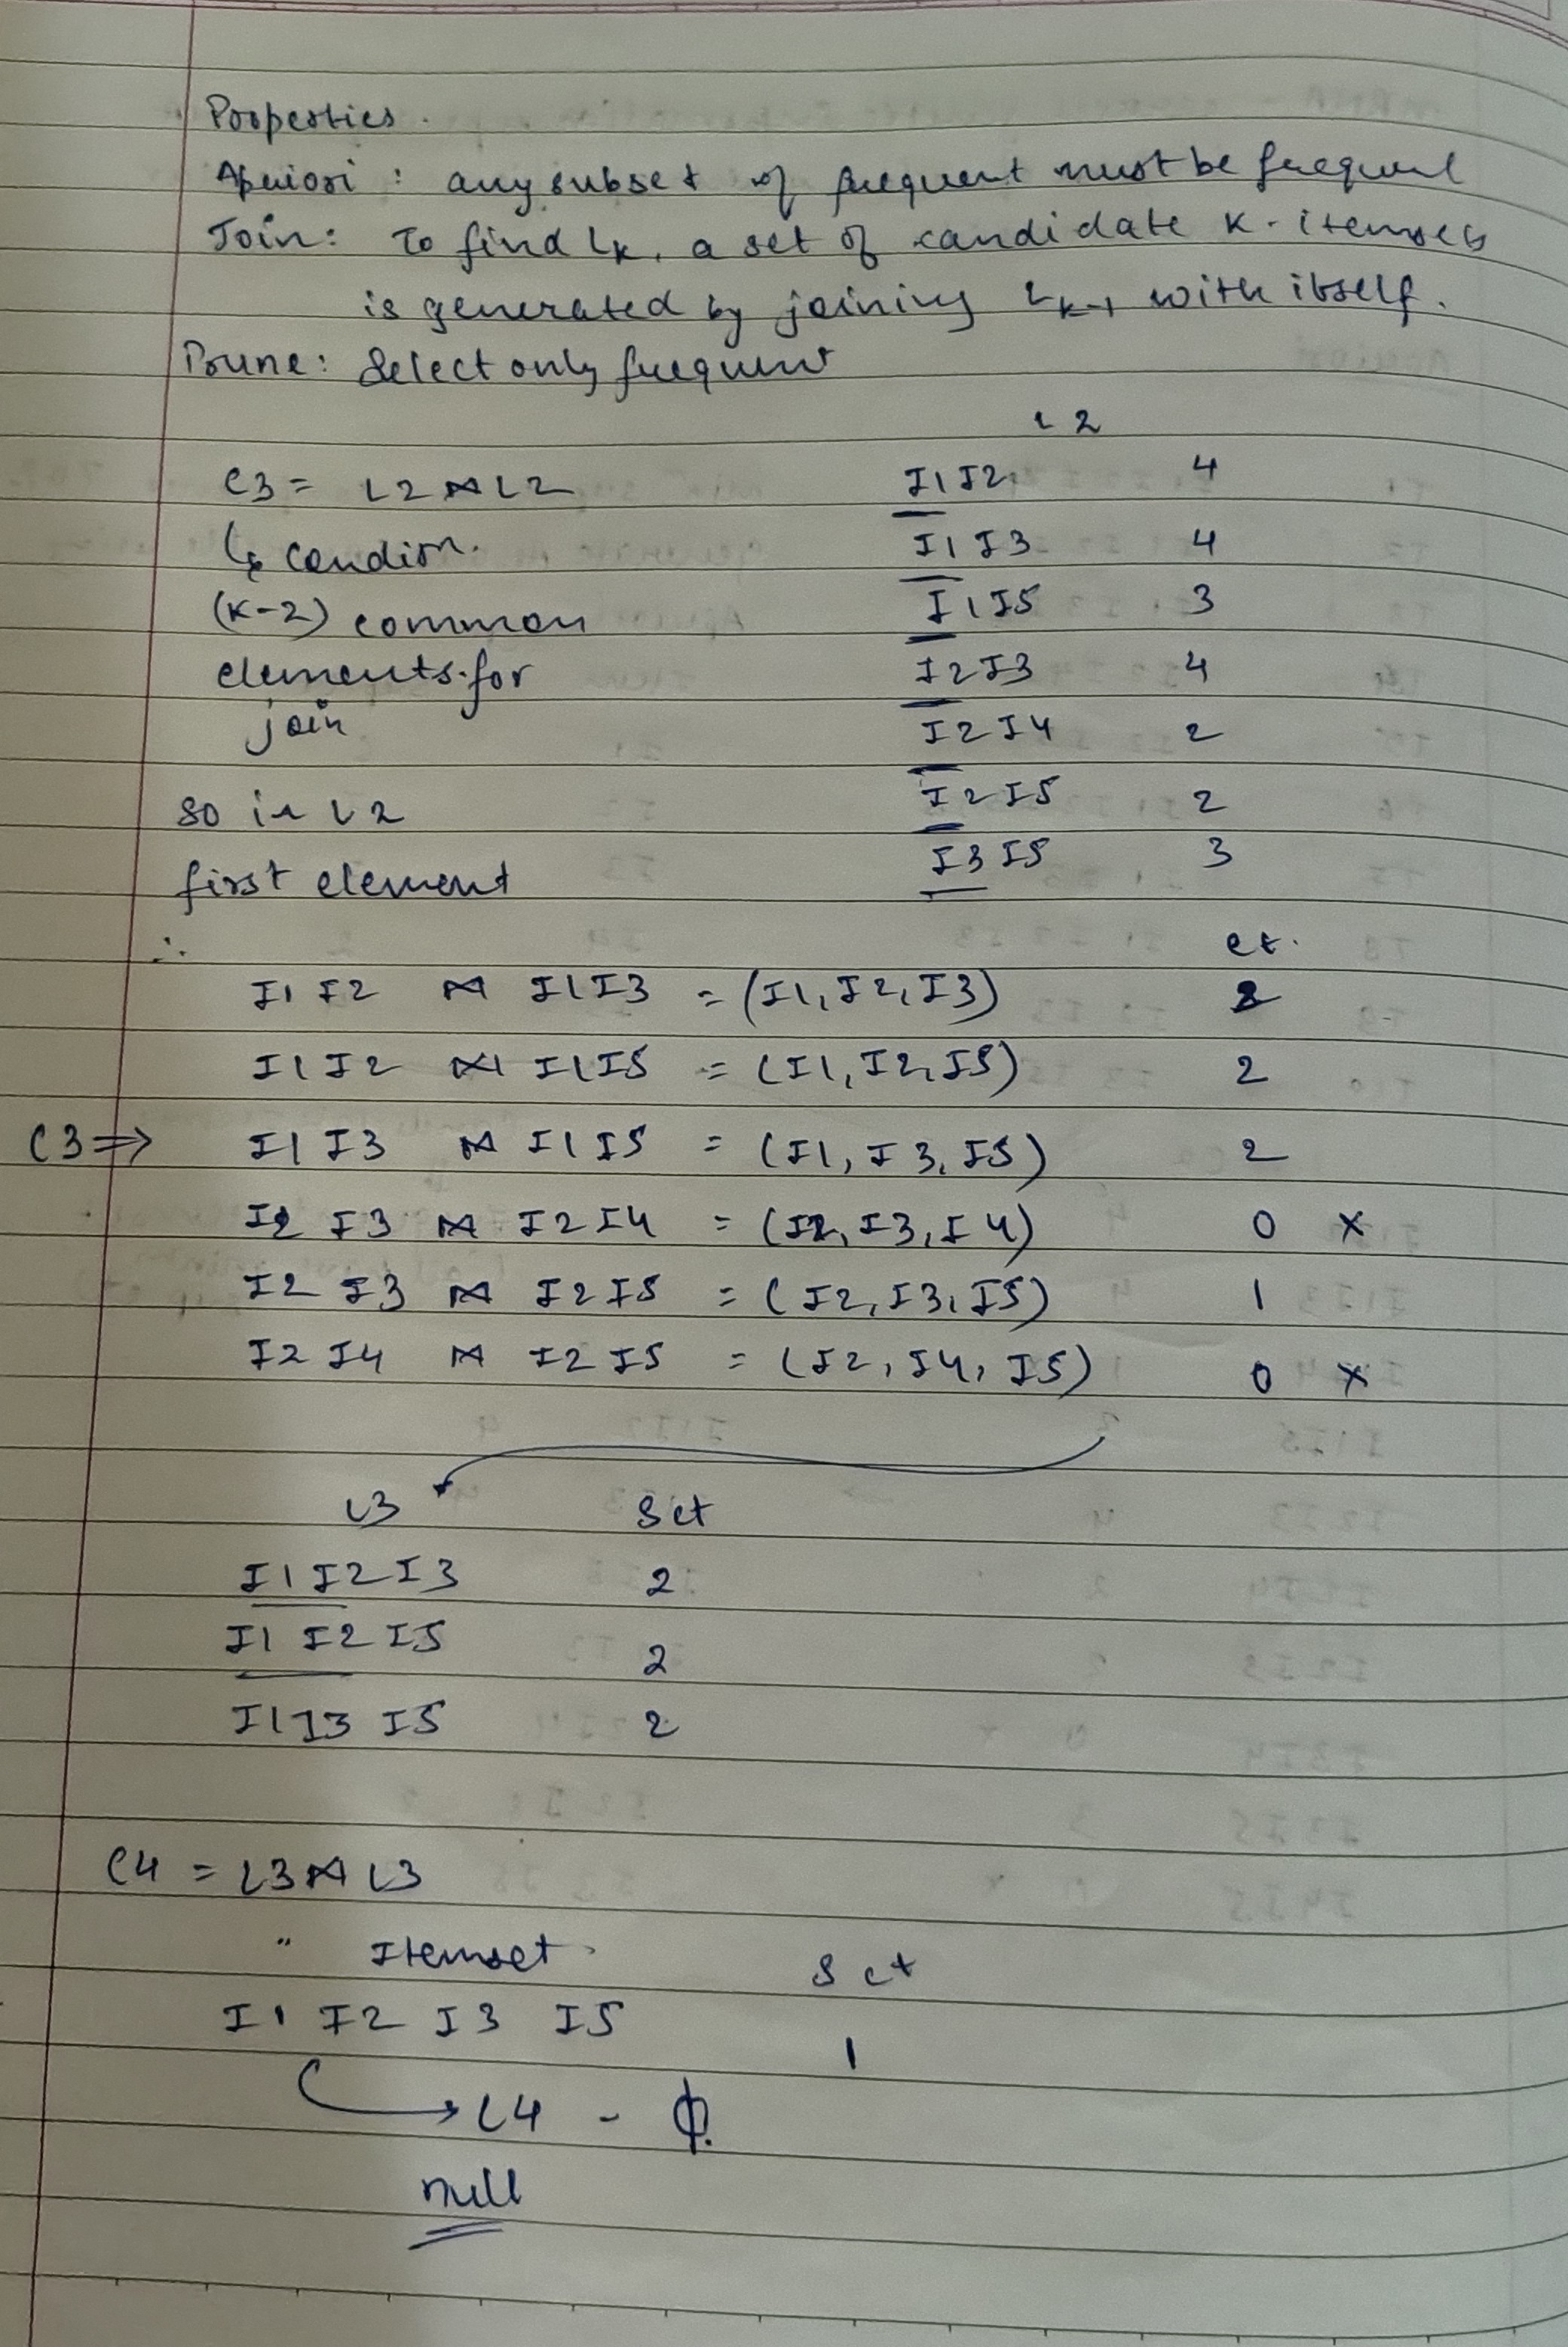 Properties.
Apriori : any subset of frequent must be frequent
Join: To find Lk, a set of candidate K-itemsets
is generated by joining Lk-1 with itself.
Prune: Select only frequent
L2
C3 = L2 ⋈ L2 I1 I2 4
↳ Condion. I1 I3 4
(K-2) common I1 I5 3
elements for I2 I3 4
join I2 I4 2
so in L2 I2 I5 2
first element I3 I5 3
∴ ct.
I1 I2 ⋈ I1 I3 = (I1, I2, I3) 2
I1 I2 ⋈ I1 I5 = (I1, I2, I5) 2
C3 ⇒ I1 I3 ⋈ I1 I5 = (I1, I3, I5) 2
I2 I3 ⋈ I2 I4 = (I2, I3, I4) 0 ×
I2 I3 ⋈ I2 I5 = (I2, I3, I5) 1
I2 I4 ⋈ I2 I5 = (I2, I4, I5) 0 ×
L3 Sct
I1 I2 I3 2
I1 I2 I5 2
I1 I3 I5 2
C4 = L3 ⋈ L3
" Itemset Sct
I1 I2 I3 I5 1
→ L4 - ϕ.
null